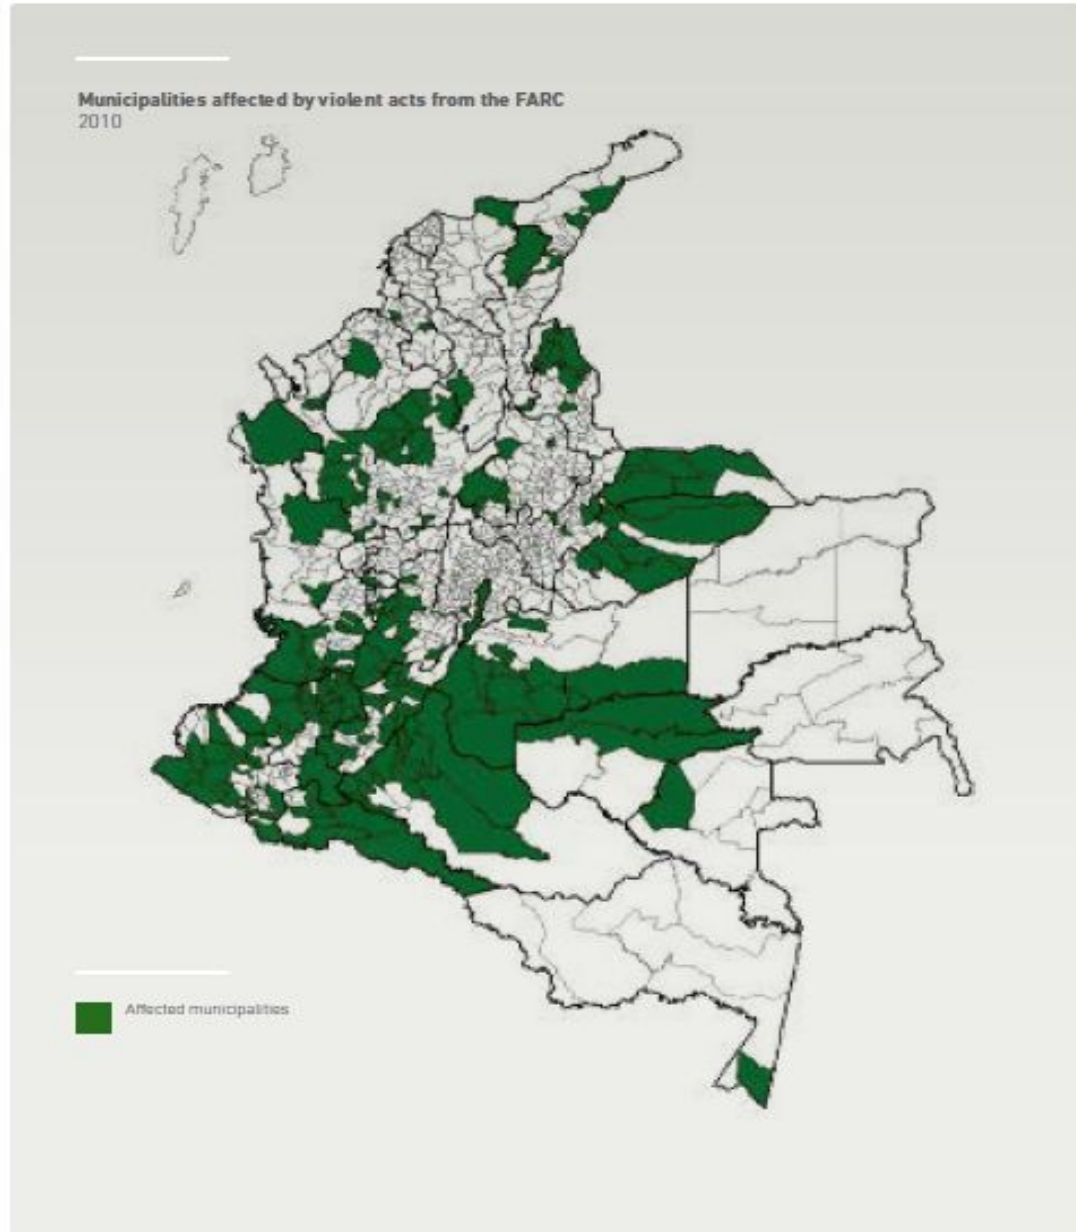 Municipalities affected by violent acts from the FARC
2010
Affected municipalities